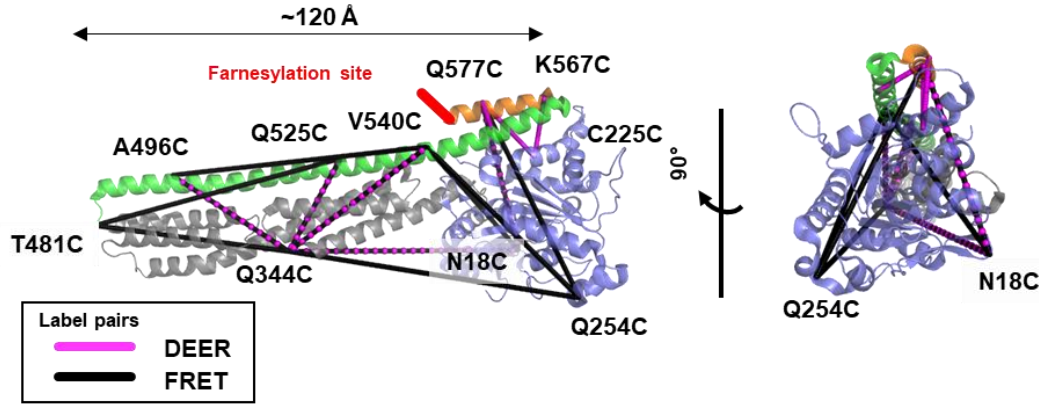 ~120 Å
Farnesylation site
Q577C
K567C
Q525C
V540C
A496C
C225C
90°
T481C
Q344C
N18C
Q254C
Q254C
N18C
Label pairs
DEER
FRET